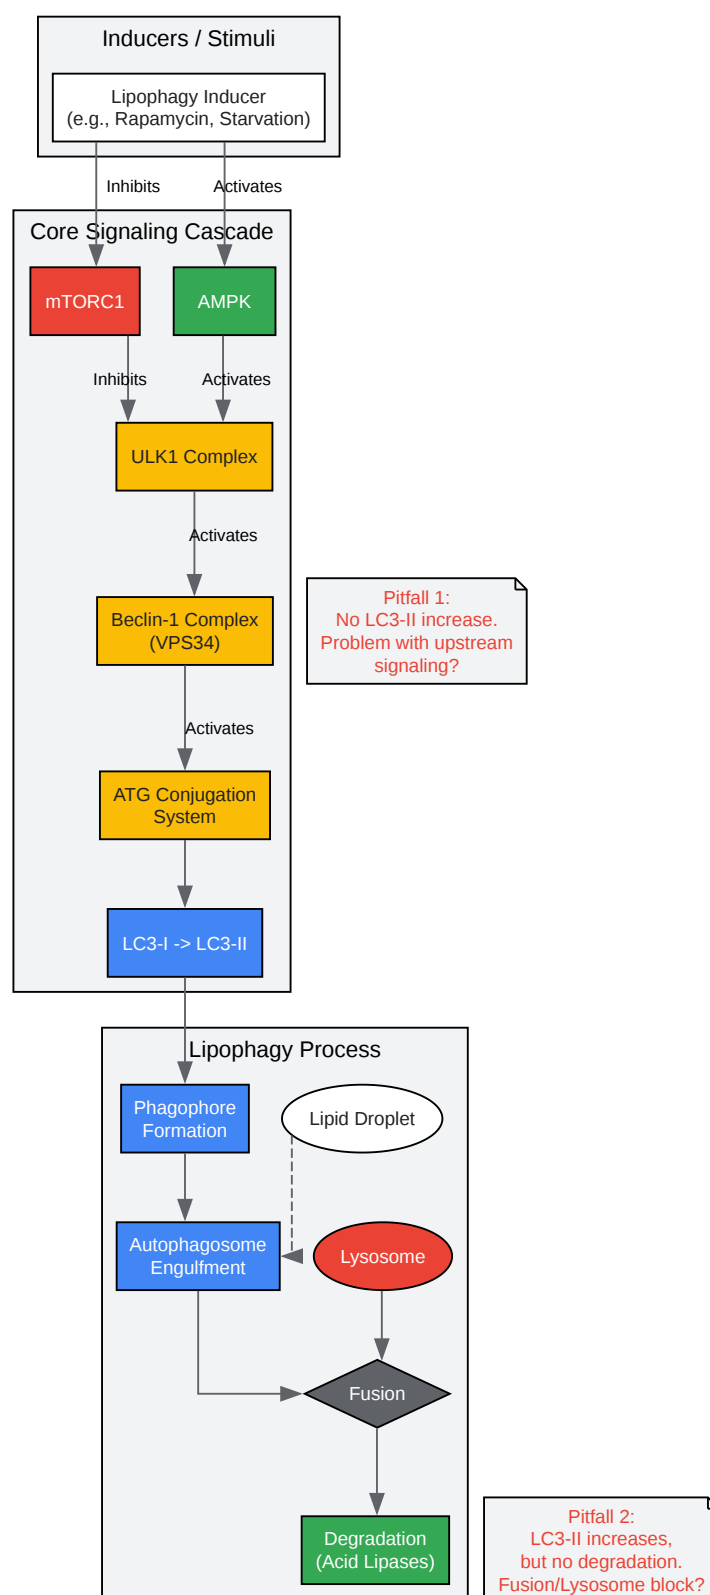 Inducers / Stimuli
Lipophagy Inducer
(e.g., Rapamycin, Starvation)
Inhibits
Activates
Core Signaling Cascade
mTORC1
AMPK
Inhibits
Activates
ULK1 Complex
Activates
Beclin-1 Complex
(VPS34)
Pitfall 1:
No LC3-II increase.
Problem with upstream
signaling?
Activates
ATG Conjugation
System
LC3-I -> LC3-II
Lipophagy Process
Phagophore
Formation
Lipid Droplet
Autophagosome
Engulfment
Lysosome
Fusion
Degradation
(Acid Lipases)
Pitfall 2:
LC3-II increases,
but no degradation.
Fusion/Lysosome block?